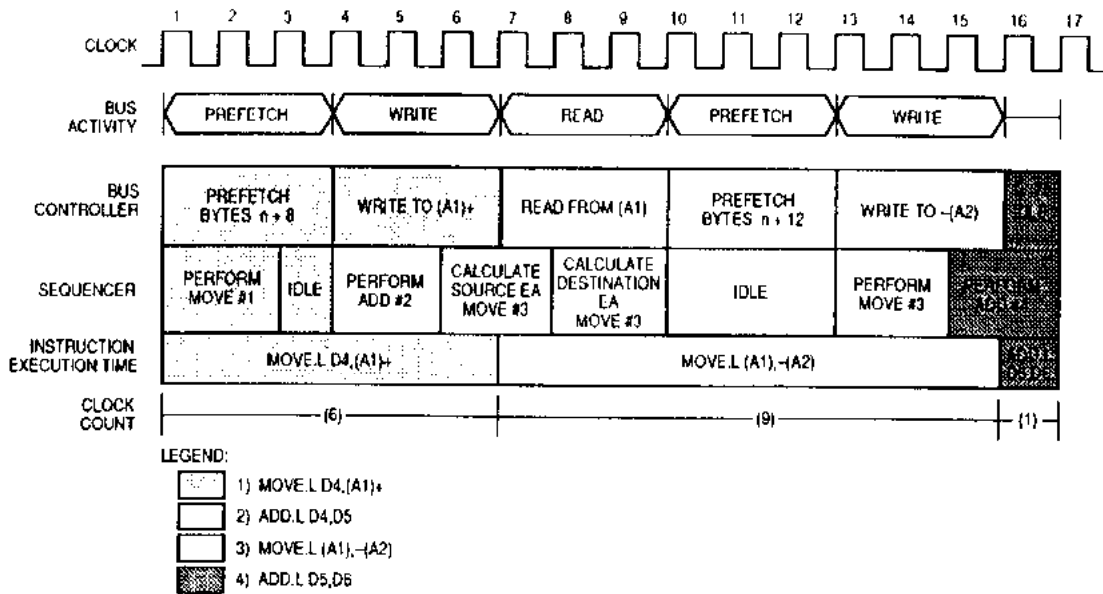 1 2 3 4 5 6 7 8 9 10 11 12 13 14 15 16 17
CLOCK
BUS ACTIVITY
PREFETCH
WRITE
READ
PREFETCH
WRITE
BUS CONTROLLER
PREFETCH BYTES n + 8
WRITE TO (A1)+
READ FROM (A1)
PREFETCH BYTES n + 12
WRITE TO –(A2)
SEQUENCER
PERFORM MOVE #1
IDLE
PERFORM ADD #2
CALCULATE SOURCE EA MOVE #3
CALCULATE DESTINATION EA MOVE #3
IDLE
PERFORM MOVE #3
PERFORM
INSTRUCTION EXECUTION TIME
MOVE.L D4,(A1)+
MOVE.L (A1),–(A2)
CLOCK COUNT
(6)
(9)
(1)
LEGEND:
1) MOVE.L D4,(A1)+
2) ADD.L D4,D5
3) MOVE.L (A1),–(A2)
4) ADD.L D5,D6